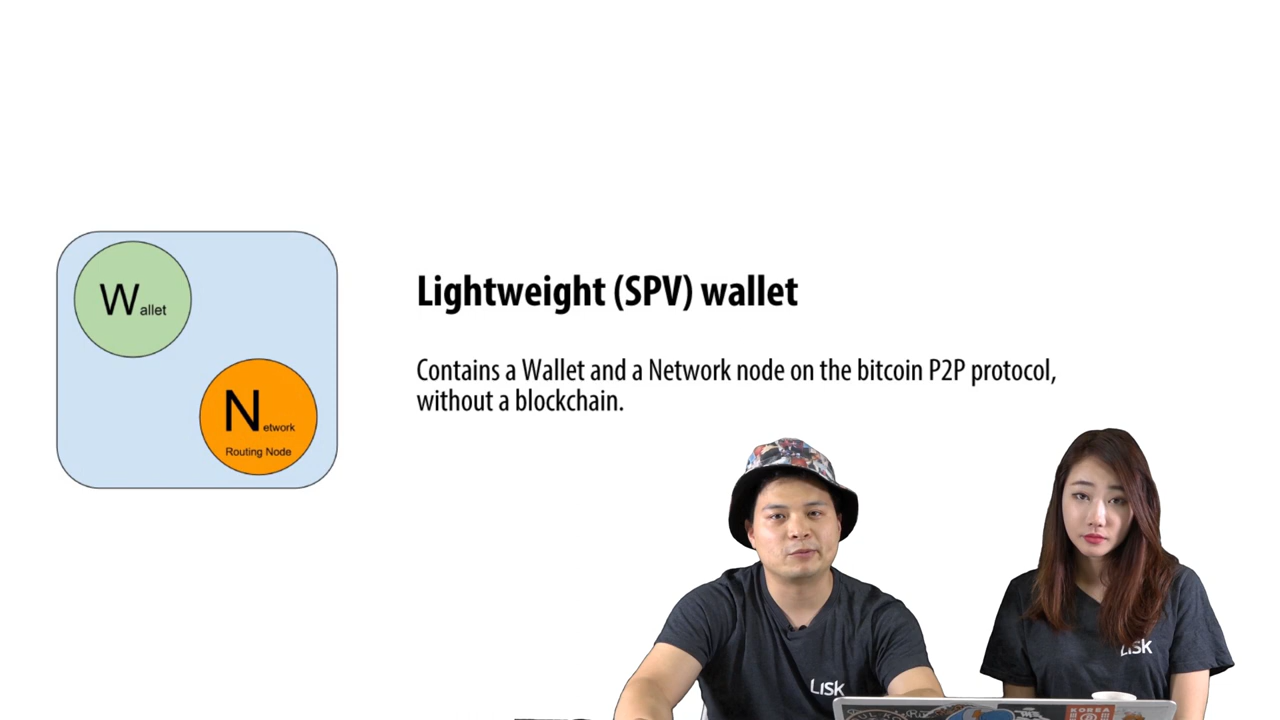 Wallet
Network
Routing Node
Lightweight (SPV) wallet
Contains a Wallet and a Network node on the bitcoin P2P protocol,
without a blockchain.
Lisk
Lisk
KOREA